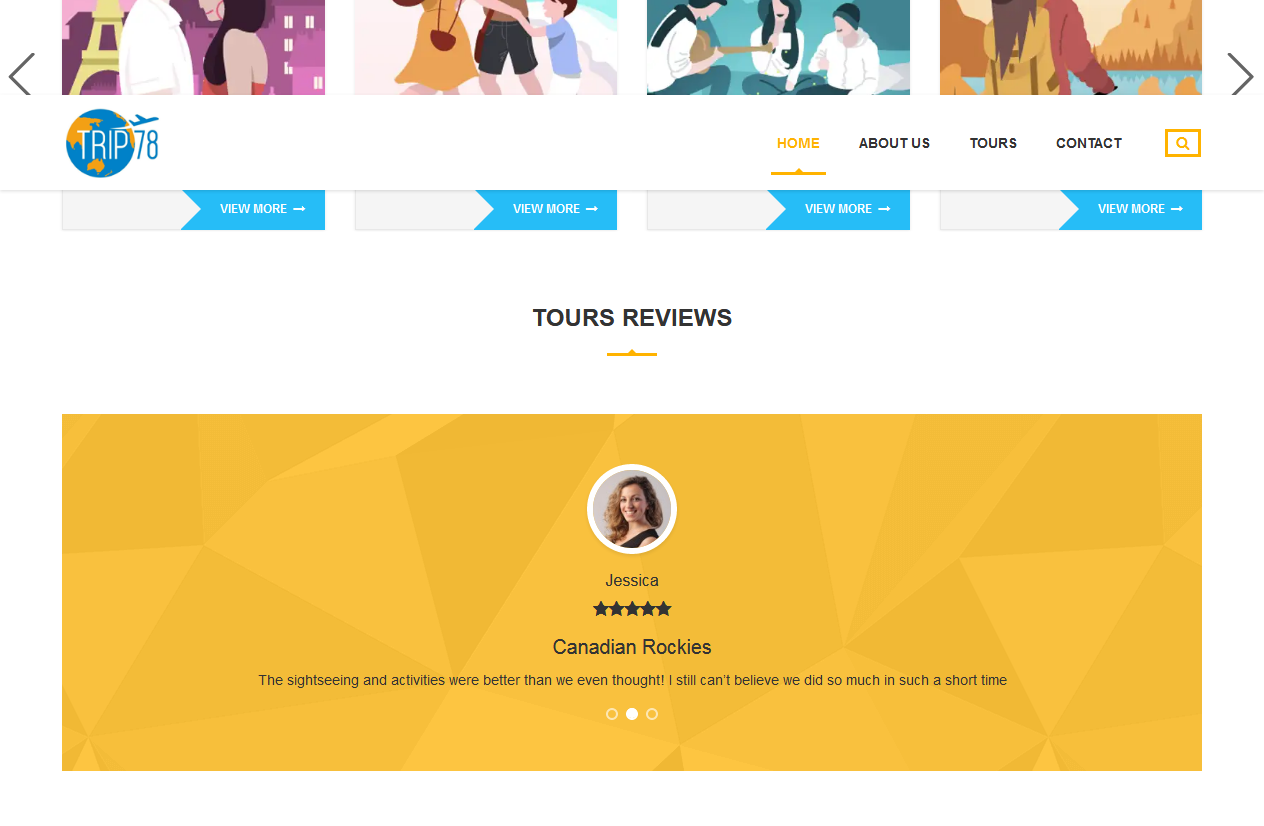 TRIP78
HOME ABOUT US TOURS CONTACT
VIEW MORE VIEW MORE VIEW MORE VIEW MORE
TOURS REVIEWS
Jessica
Canadian Rockies
The sightseeing and activities were better than we even thought! I still can’t believe we did so much in such a short time